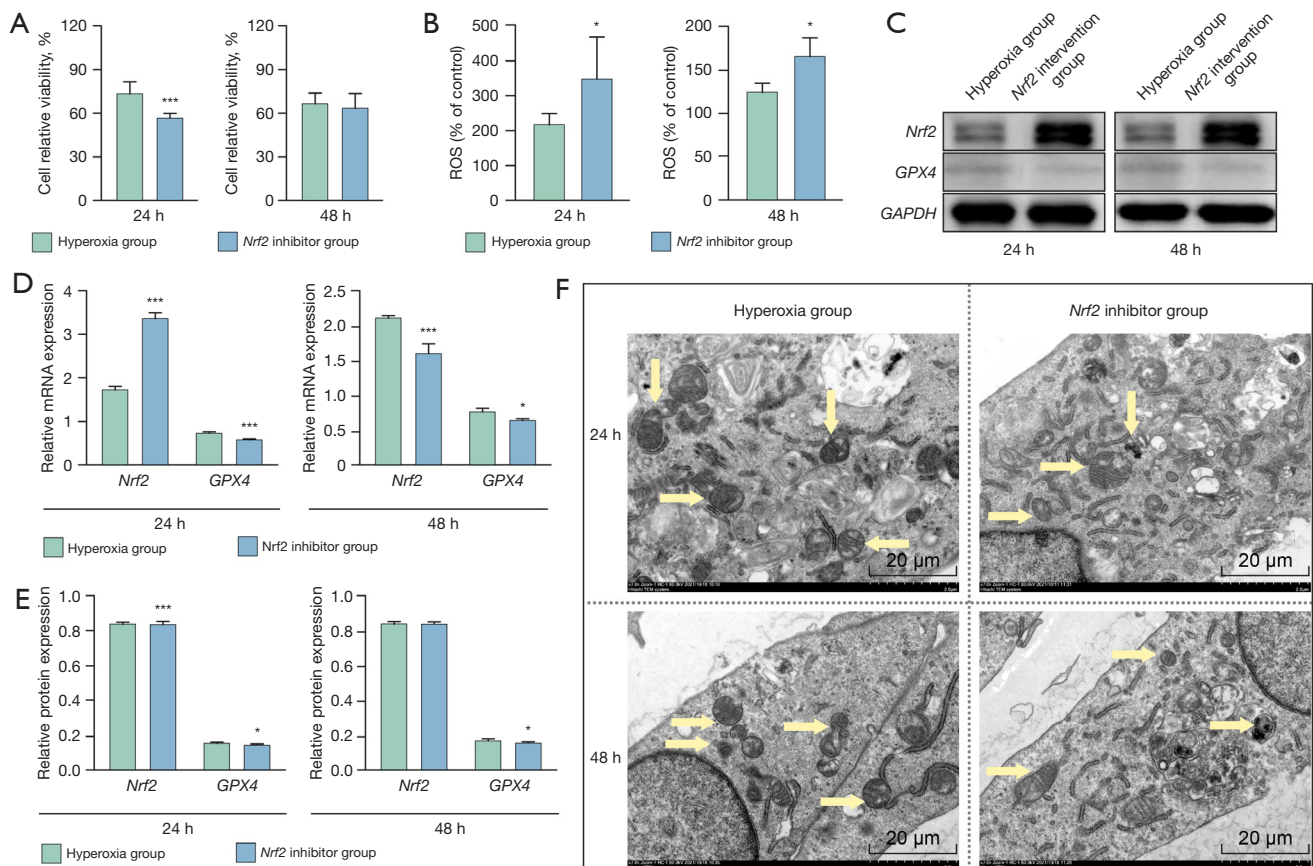 A
Cell relative viability, %
120
90
60
30
0
***
24 h
Cell relative viability, %
120
90
60
30
0
48 h
Hyperoxia group
Nrf2 inhibitor group
B
ROS (% of control)
500
400
300
200
100
0
*
24 h
ROS (% of control)
200
150
100
50
0
*
48 h
Hyperoxia group
Nrf2 inhibitor group
C
Hyperoxia group
Nrf2 intervention
group
Hyperoxia group
Nrf2 intervention
group
Nrf2
GPX4
GAPDH
24 h
48 h
D
Relative mRNA expression
4
3
2
1
0
***
***
Nrf2
GPX4
24 h
Relative mRNA expression
2.5
2.0
1.5
1.0
0.5
0.0
***
*
Nrf2
GPX4
48 h
Hyperoxia group
Nrf2 inhibitor group
E
Relative protein expression
1.0
0.8
0.6
0.4
0.2
0.0
***
*
Nrf2
GPX4
24 h
Relative protein expression
1.0
0.8
0.6
0.4
0.2
0.0
*
Nrf2
GPX4
48 h
Hyperoxia group
Nrf2 inhibitor group
F
Hyperoxia group
Nrf2 inhibitor group
24 h
20 μm
20 μm
Hitachi TEM system
48 h
20 μm
20 μm